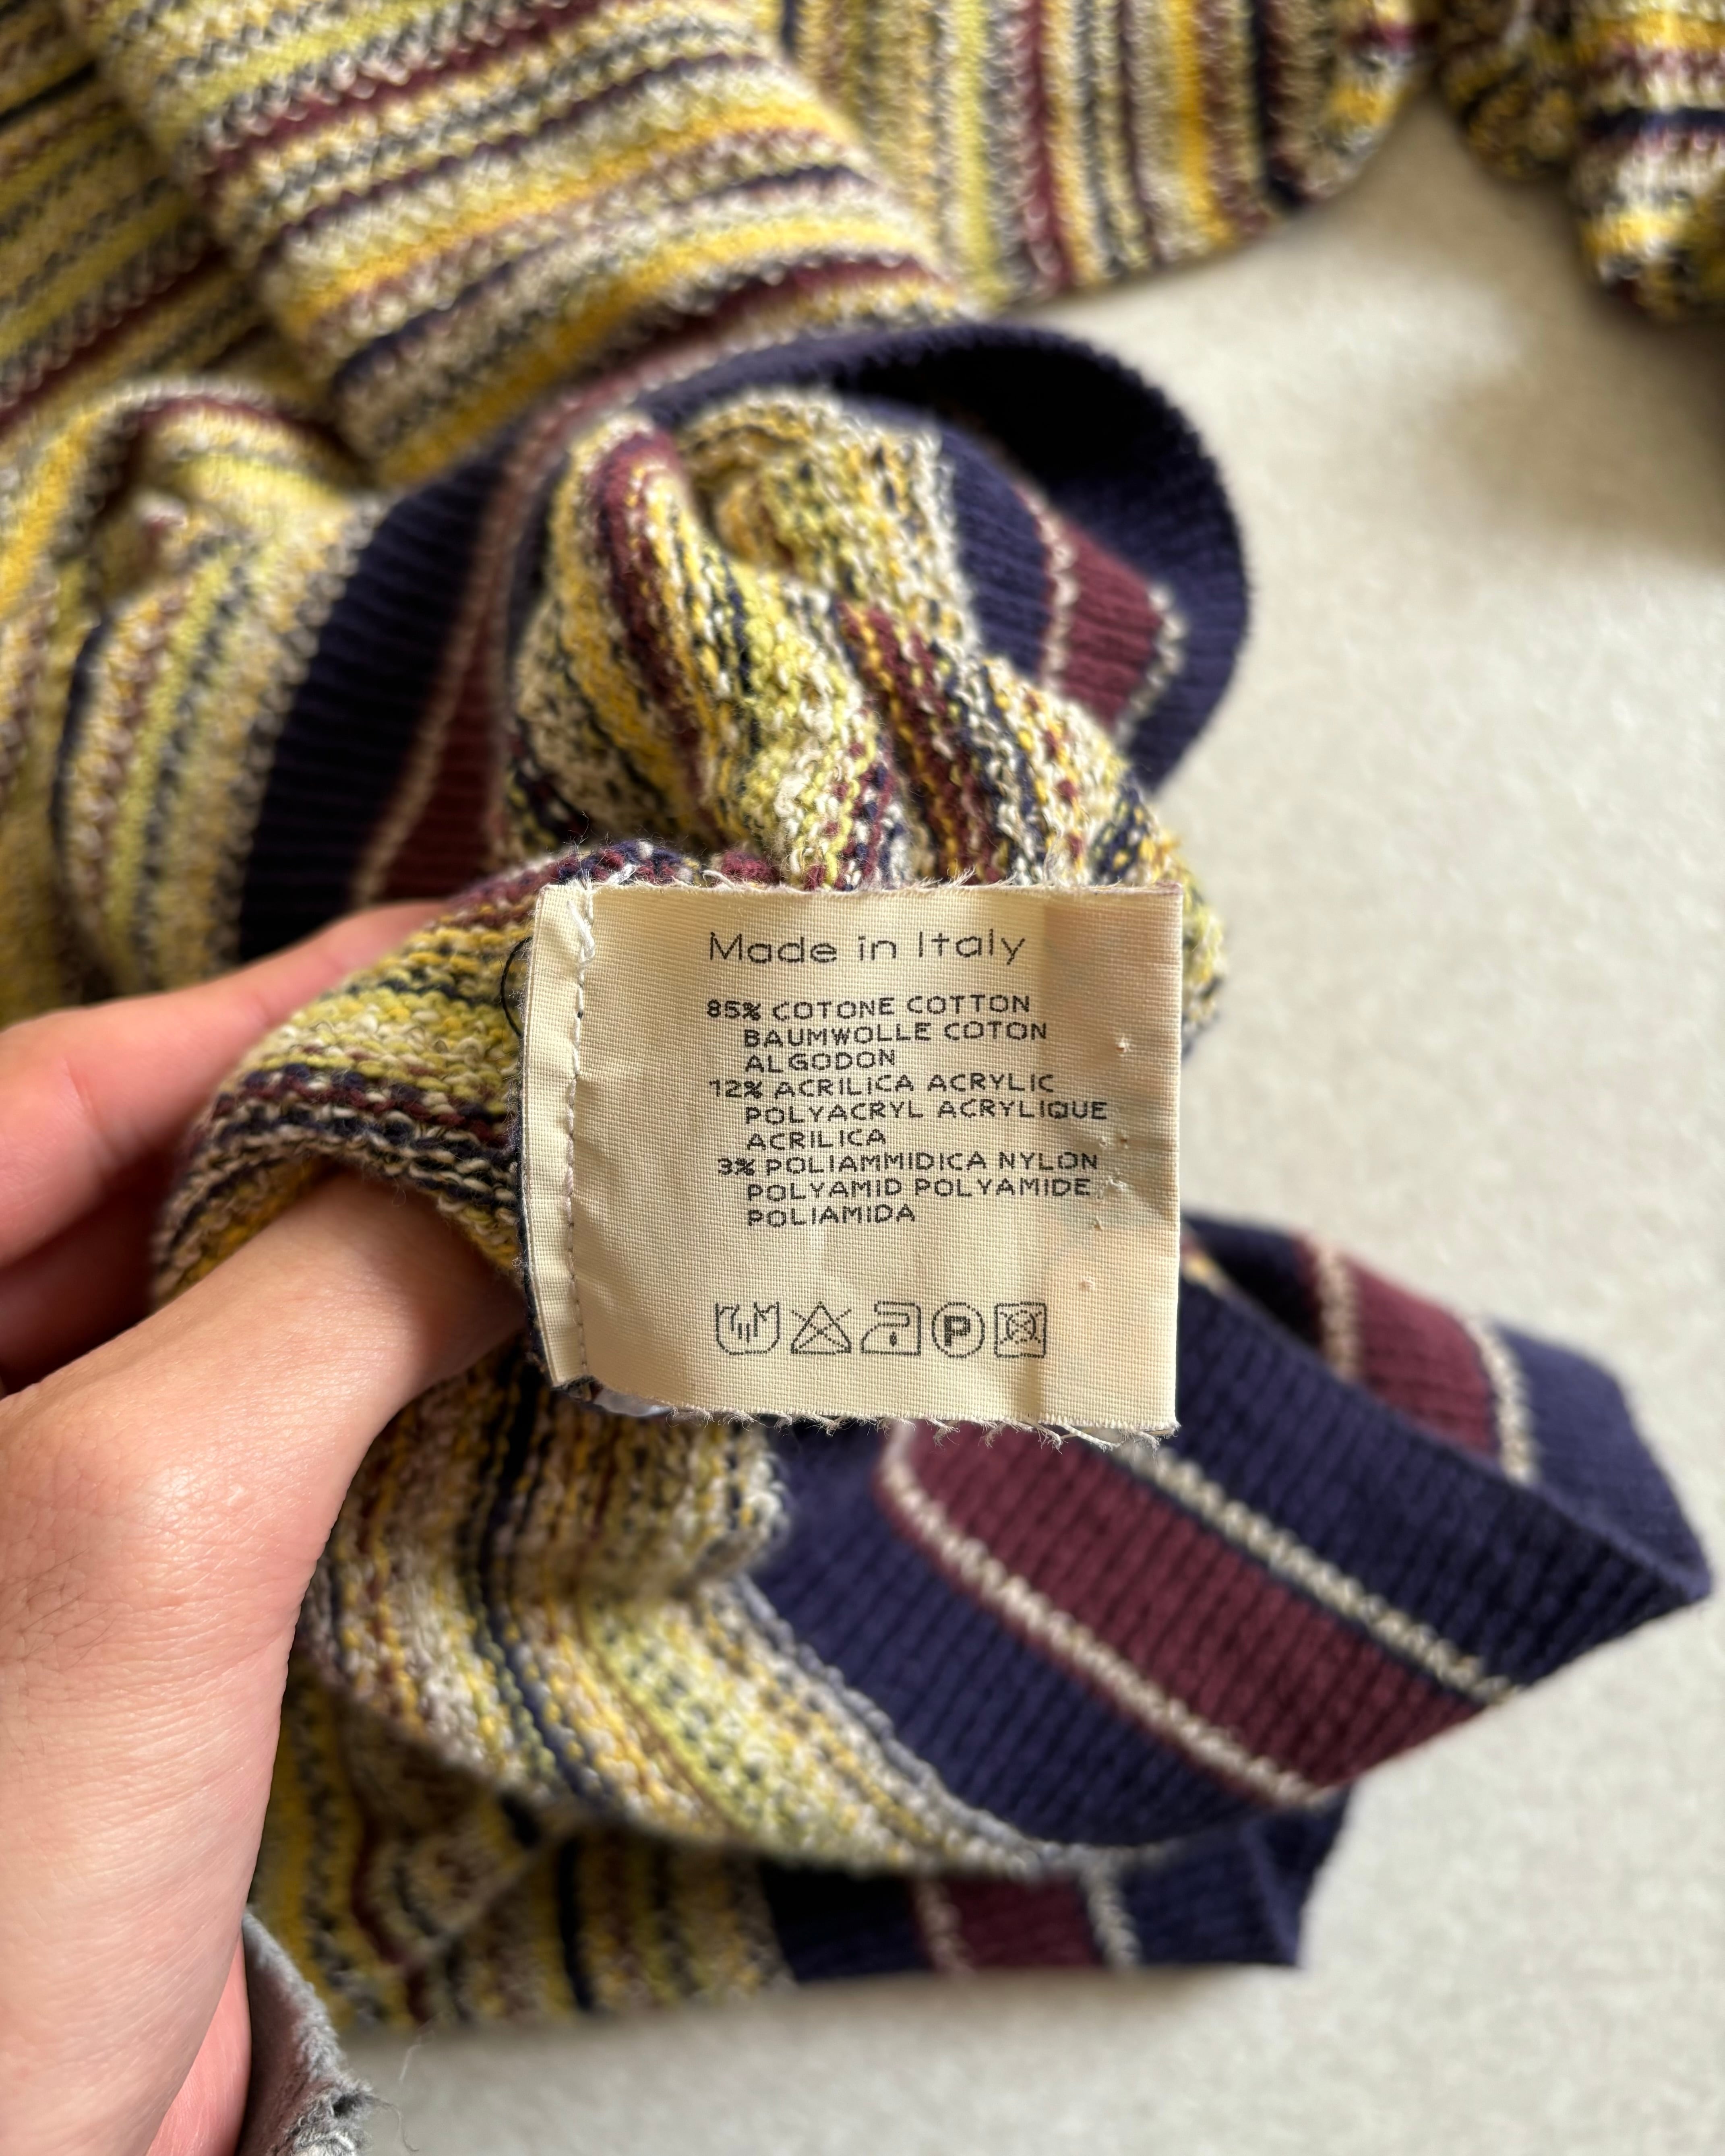 Made in Italy
85% COTONE COTTON
BAUMWOLLE COTON
ALGODON
12% ACRILICA ACRYLIC
POLYACRYL ACRYLIQUE
ACRILICA
3% POLIAMMIDICA NYLON
POLYAMID POLYAMIDE
POLIAMIDA
P